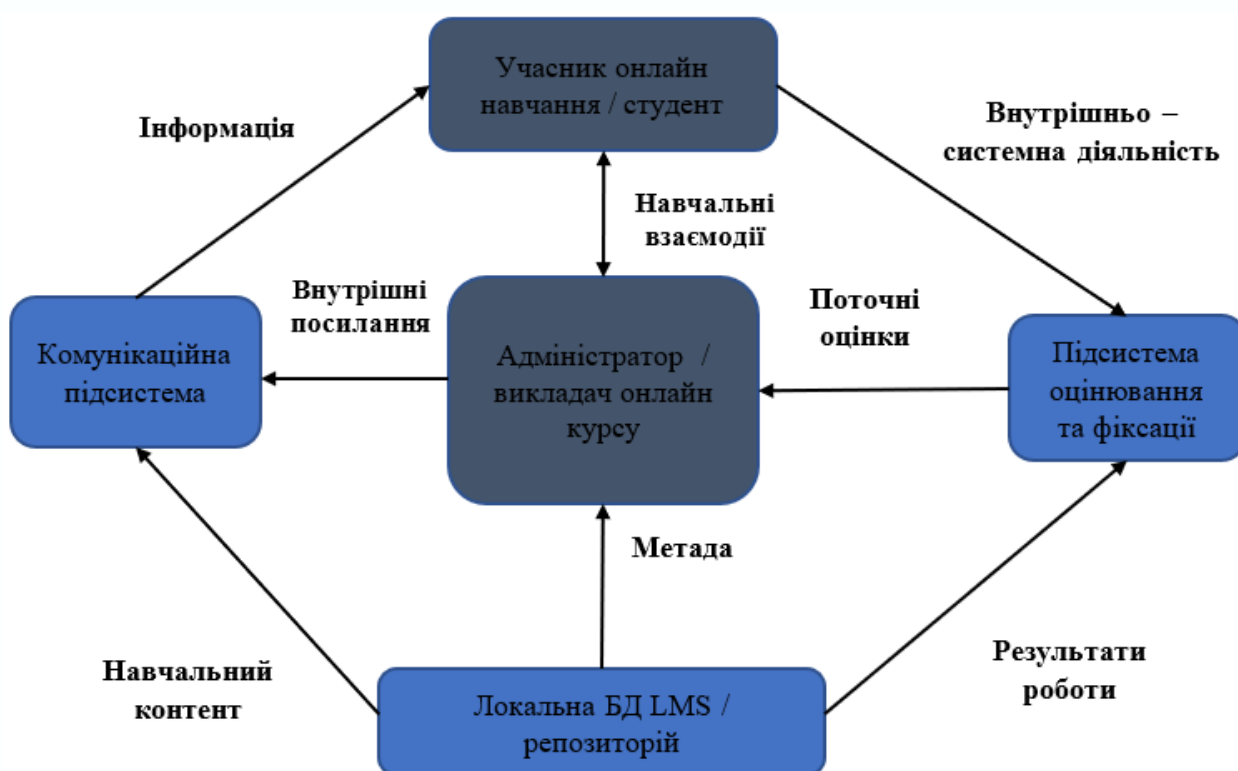 Учасник онлайн
навчання / студент
Інформація
Внутрішньо –
системна діяльність
Навчальні
взаємодії
Внутрішні
посилання
Поточні
оцінки
Комунікаційна
підсистема
Адміністратор /
викладач онлайн
курсу
Підсистема
оцінювання
та фіксації
Метада
Навчальний
контент
Результати
роботи
Локальна БД LMS /
репозиторій